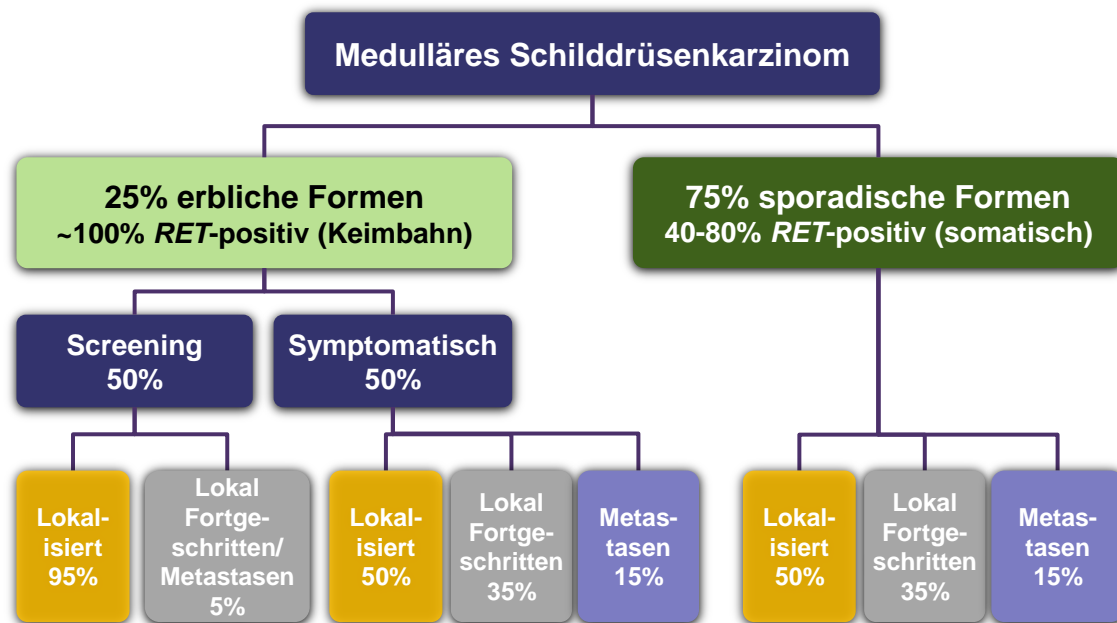 Medulläres Schilddrüsenkarzinom
25% erbliche Formen
~100% RET-positiv (Keimbahn)
75% sporadische Formen
40-80% RET-positiv (somatisch)
Screening
50%
Symptomatisch
50%
Lokal-
isiert
95%
Lokal
Fortge-
schritten/
Metastasen
5%
Lokal-
isiert
50%
Lokal
Fortge-
schritten
35%
Metas-
tasen
15%
Lokal-
isiert
50%
Lokal
Fortge-
schritten
35%
Metas-
tasen
15%